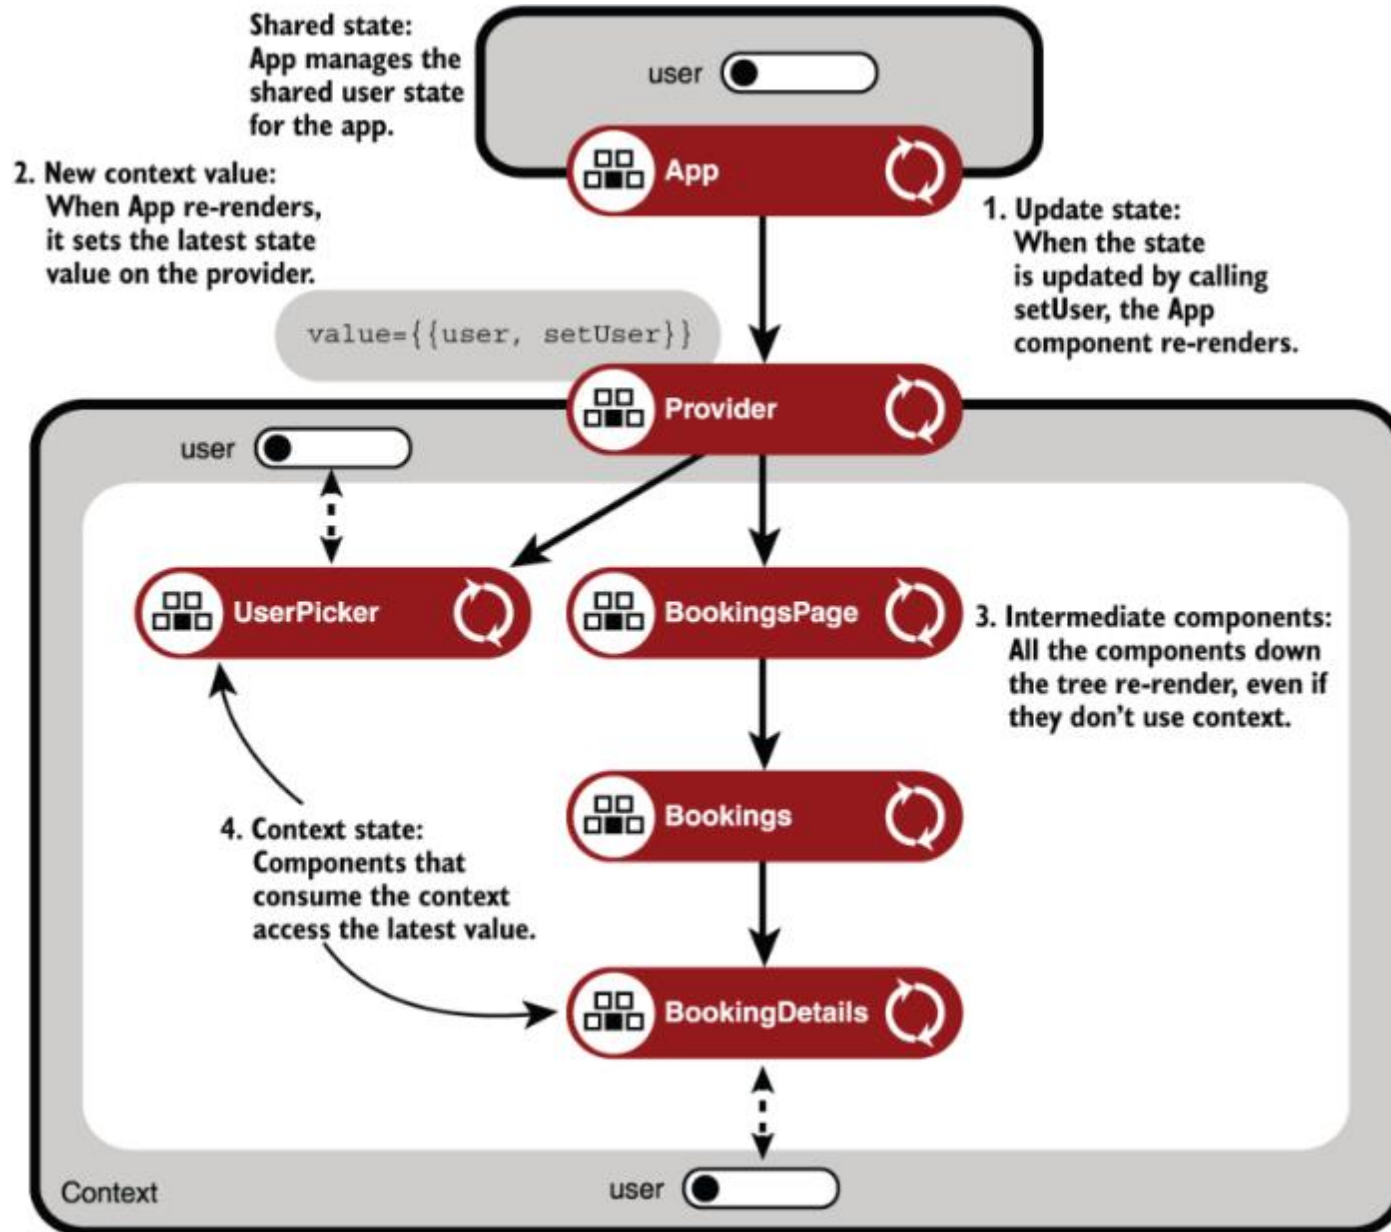 Shared state:
App manages the
shared user state
for the app.
user
App
2. New context value:
When App re-renders,
it sets the latest state
value on the provider.
1. Update state:
When the state
is updated by calling
setUser, the App
component re-renders.
value={{user, setUser}}
Provider
user
UserPicker
BookingsPage
3. Intermediate components:
All the components down
the tree re-render, even if
they don't use context.
Bookings
4. Context state:
Components that
consume the context
access the latest value.
BookingDetails
Context
user